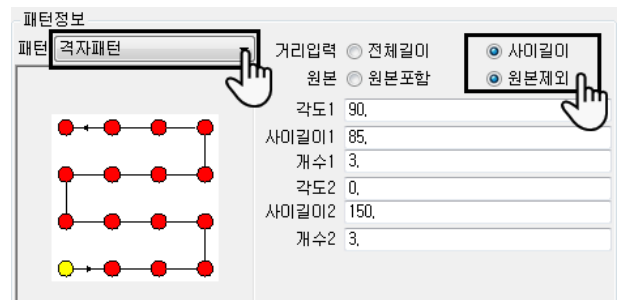 패턴정보
패턴 격자패턴 거리입력 전체길이 사이길이
원본 원본포함 원본제외
각도1 90,
사이길이1 85,
개수1 3,
각도2 0,
사이길이2 150,
개수2 3,